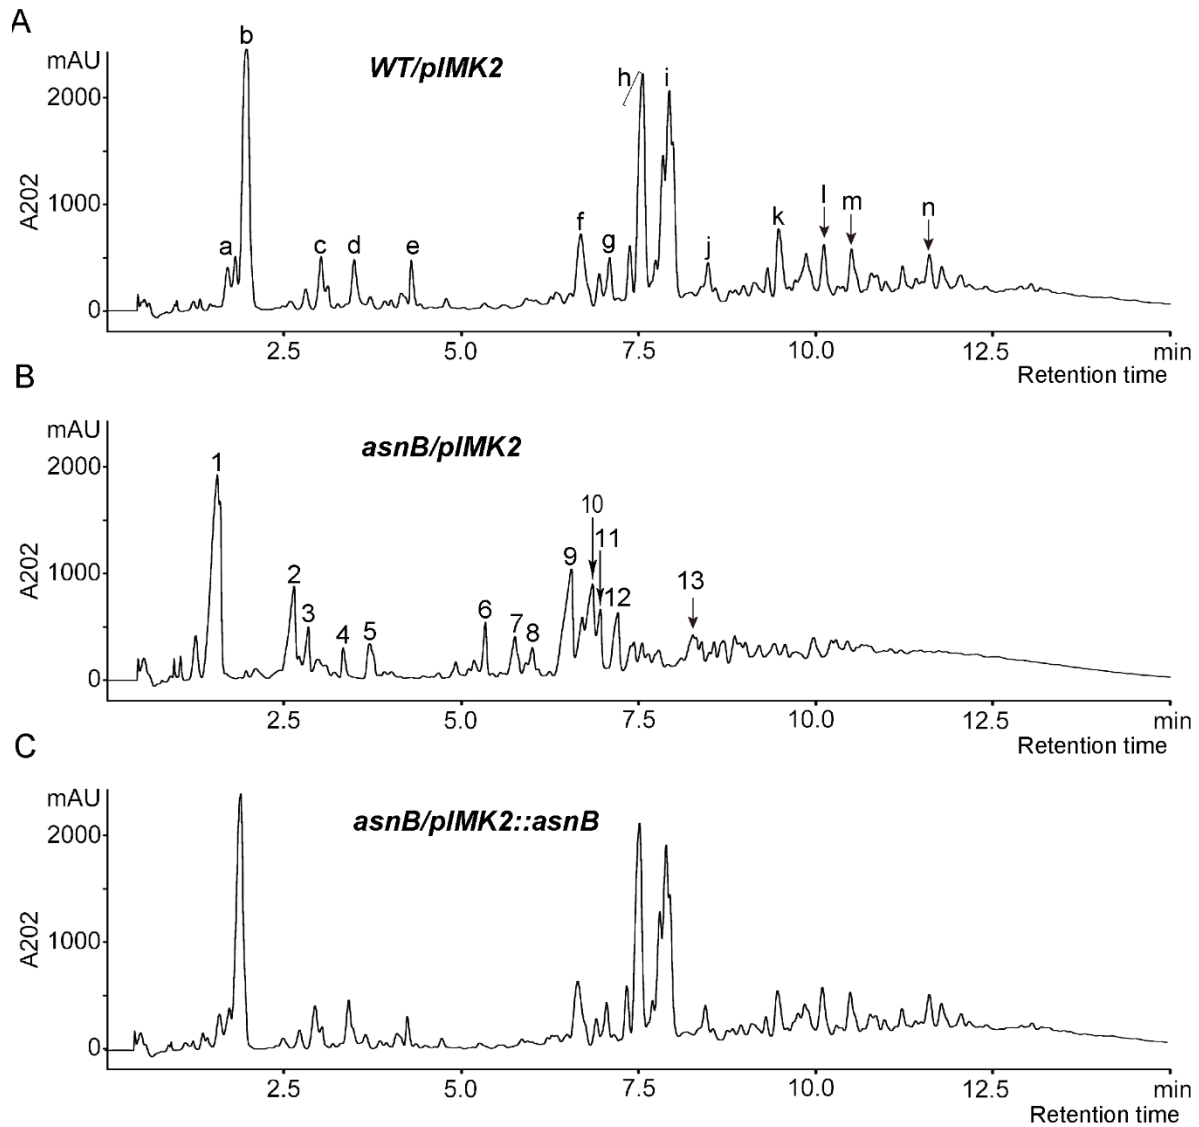 A
mAU
WT/pIMK2
b
2000
h
i
A202
1000
a
c
d
e
f
g
j
k
l
m
n
0
2.5 5.0 7.5 10.0 12.5 min
Retention time
B
mAU
asnB/pIMK2
2000
1
10
11
A202
1000
2
3
4
5
6
7
8
9
12
13
0
2.5 5.0 7.5 10.0 12.5 min
Retention time
C
mAU
asnB/pIMK2::asnB
2000
A202
1000
0
2.5 5.0 7.5 10.0 12.5 min
Retention time